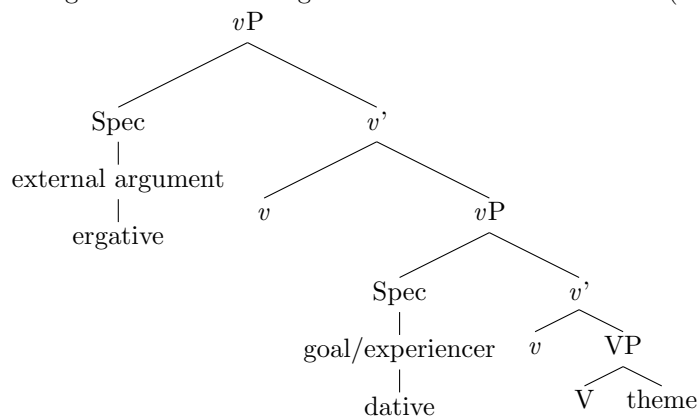 vP
Spec v'
external argument
v vP
ergative
Spec v'
goal/experiencer v VP
dative V theme